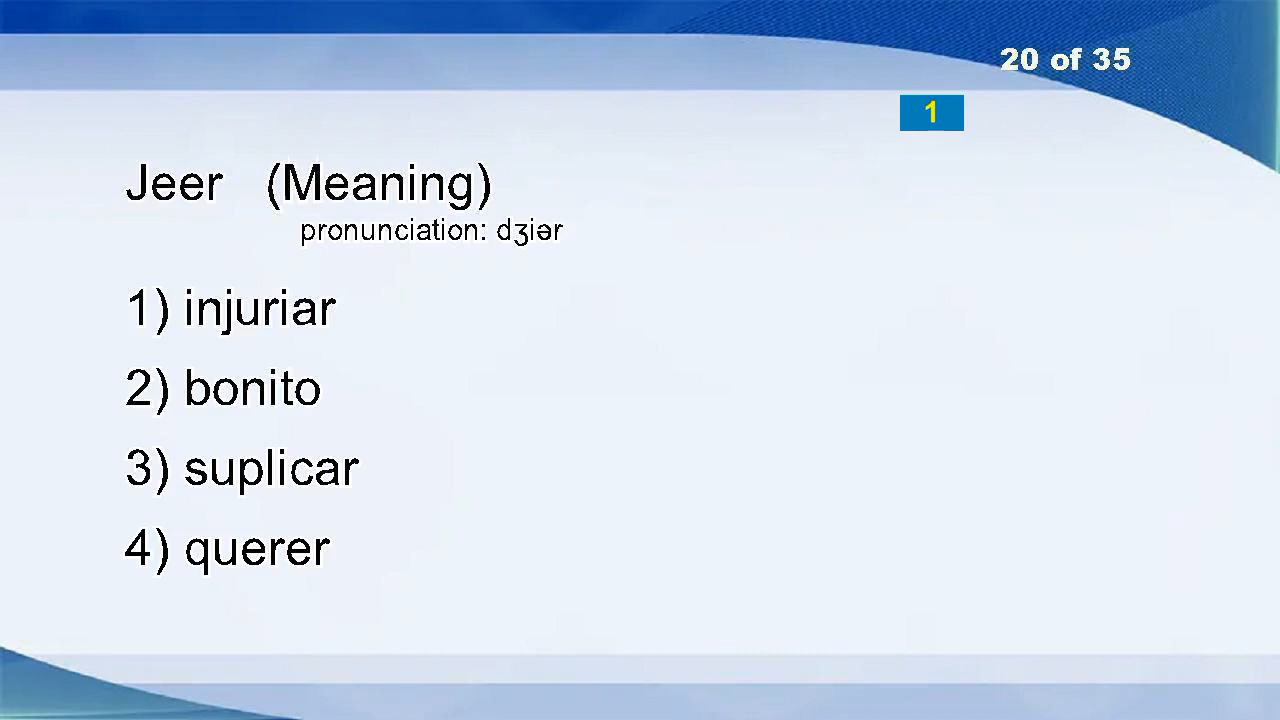 20 of 35
1
Jeer (Meaning)
pronunciation: dʒiər
1) injuriar
2) bonito
3) suplicar
4) querer